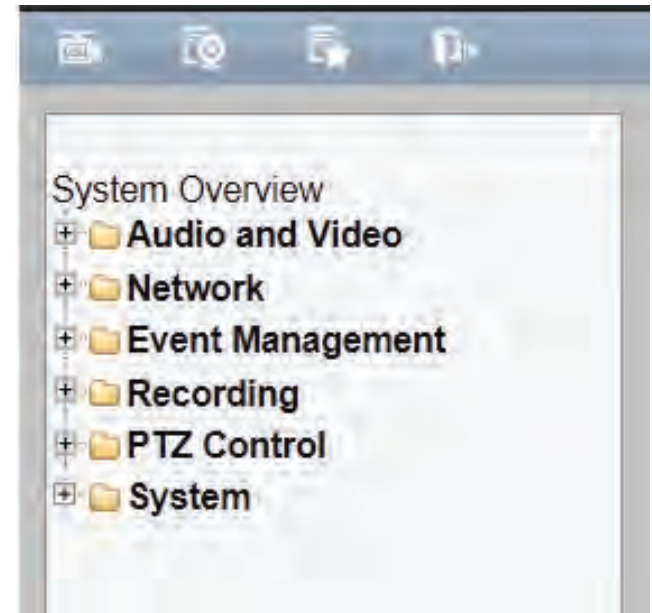 System Overview
Audio and Video
Network
Event Management
Recording
PTZ Control
System